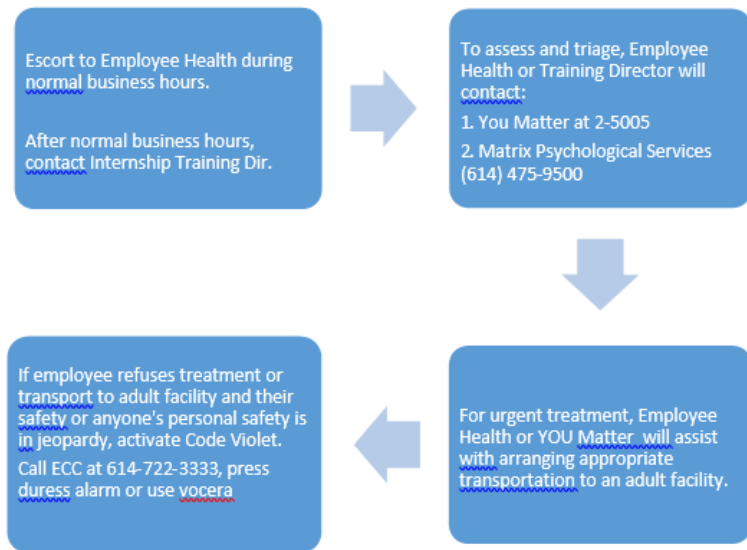 Escort to Employee Health during
normal business hours.
After normal business hours,
contact Internship Training Dir.
To assess and triage, Employee
Health or Training Director will
contact:
1. You Matter at 2-5005
2. Matrix Psychological Services
(614) 475-9500
For urgent treatment, Employee
Health or YOU Matter will assist
with arranging appropriate
transportation to an adult facility.
If employee refuses treatment or
transport to adult facility and their
safety or anyone's personal safety is
in jeopardy, activate Code Violet.
Call ECC at 614-722-3333, press
duress alarm or use vocera